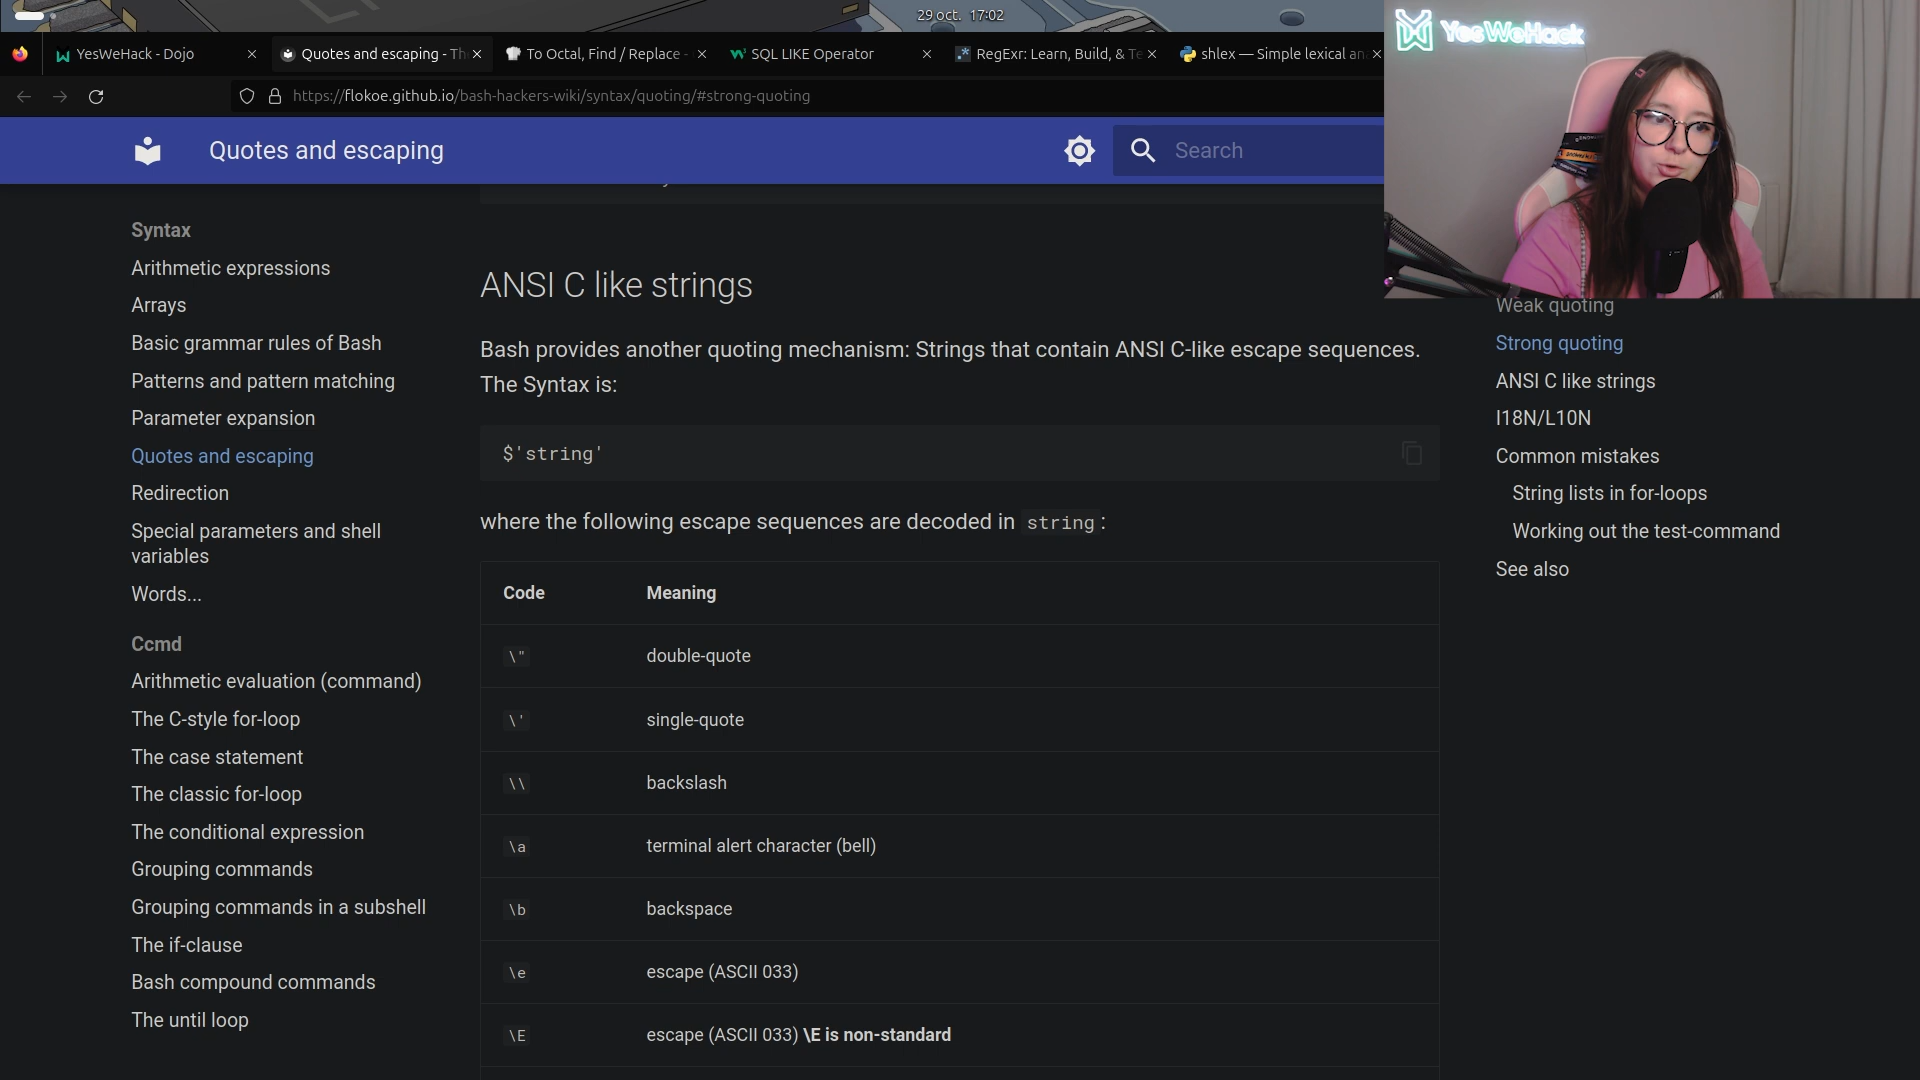 29 oct. 17:02
YesWeHack - Dojo
Quotes and escaping - Th
To Octal, Find / Replace -
SQL LIKE Operator
RegExr: Learn, Build, & Te
shlex — Simple lexical ana
YesWeHack
https://flokoe.github.io/bash-hackers-wiki/syntax/quoting/#strong-quoting
Quotes and escaping
Search
Syntax
Arithmetic expressions
Arrays
Basic grammar rules of Bash
Patterns and pattern matching
Parameter expansion
Quotes and escaping
Redirection
Special parameters and shell
variables
Words...
Ccmd
Arithmetic evaluation (command)
The C-style for-loop
The case statement
The classic for-loop
The conditional expression
Grouping commands
Grouping commands in a subshell
The if-clause
Bash compound commands
The until loop
ANSI C like strings
Bash provides another quoting mechanism: Strings that contain ANSI C-like escape sequences.
The Syntax is:
$'string'
where the following escape sequences are decoded in string:
Code Meaning
\" double-quote
\' single-quote
\\ backslash
\a terminal alert character (bell)
\b backspace
\e escape (ASCII 033)
\E escape (ASCII 033) \E is non-standard
Weak quoting
Strong quoting
ANSI C like strings
I18N/L10N
Common mistakes
String lists in for-loops
Working out the test-command
See also